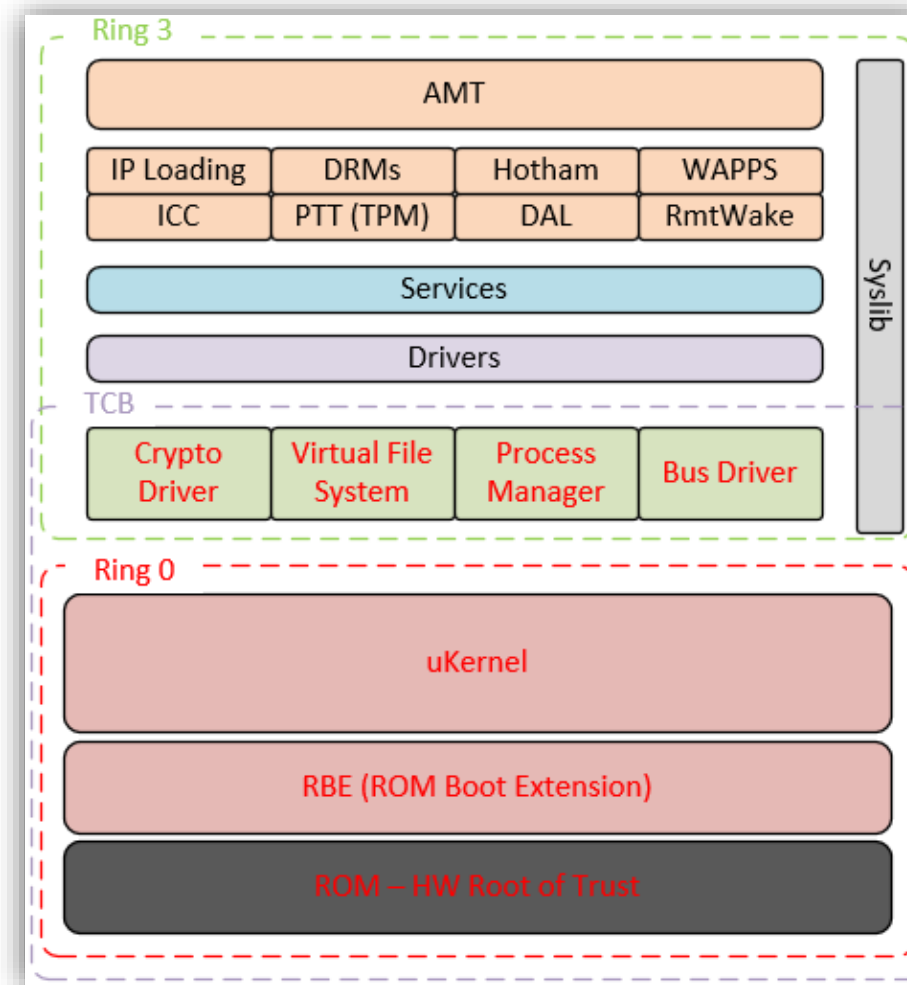 Ring 3
AMT
IP Loading DRMs Hotham WAPPS
ICC PTT (TPM) DAL RmtWake
Syslib
Services
Drivers
TCB
Crypto Driver
Virtual File System
Process Manager
Bus Driver
Ring 0
uKernel
RBE (ROM Boot Extension)
ROM – HW Root of Trust